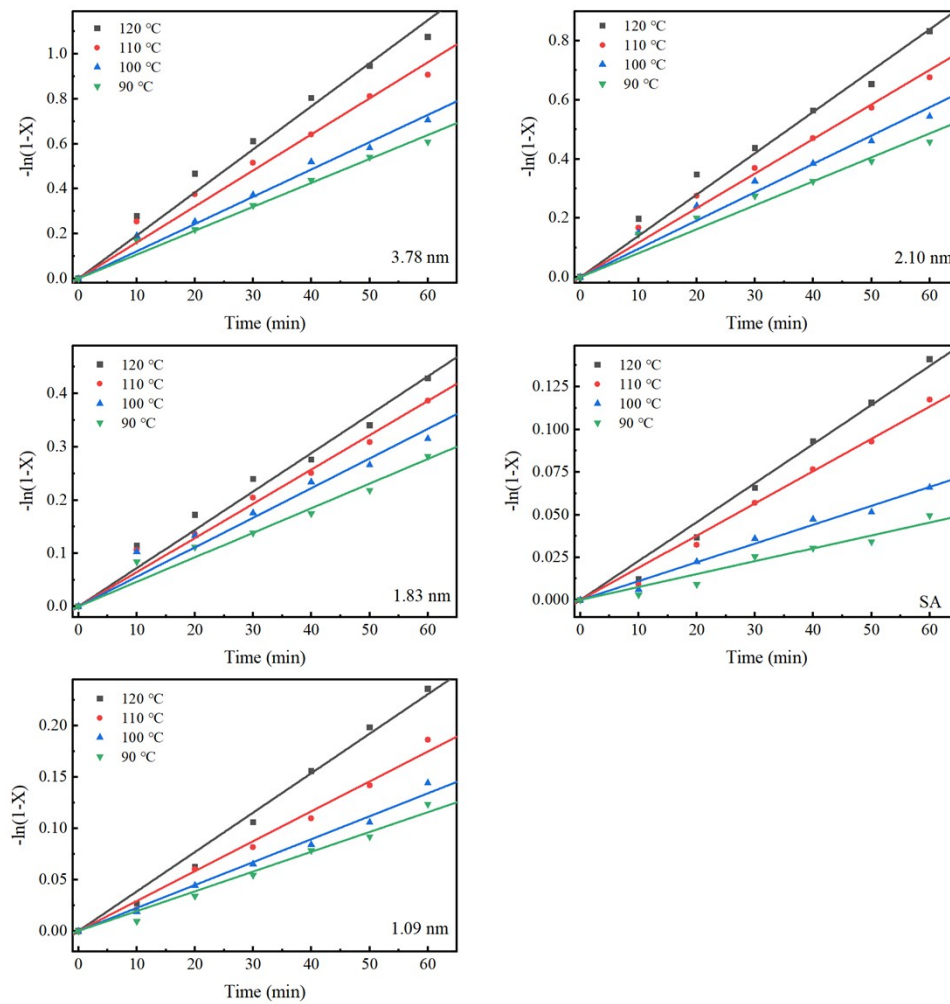 -ln(1-X)
1.0
0.8
0.6
0.4
0.2
0.0
120 °C
110 °C
100 °C
90 °C
3.78 nm
0 10 20 30 40 50 60
Time (min)
-ln(1-X)
0.8
0.6
0.4
0.2
0.0
120 °C
110 °C
100 °C
90 °C
2.10 nm
0 10 20 30 40 50 60
Time (min)
-ln(1-X)
0.4
0.3
0.2
0.1
0.0
120 °C
110 °C
100 °C
90 °C
1.83 nm
0 10 20 30 40 50 60
Time (min)
-ln(1-X)
0.125
0.100
0.075
0.050
0.025
0.000
120 °C
110 °C
100 °C
90 °C
SA
0 10 20 30 40 50 60
Time (min)
-ln(1-X)
0.20
0.15
0.10
0.05
0.00
120 °C
110 °C
100 °C
90 °C
1.09 nm
0 10 20 30 40 50 60
Time (min)